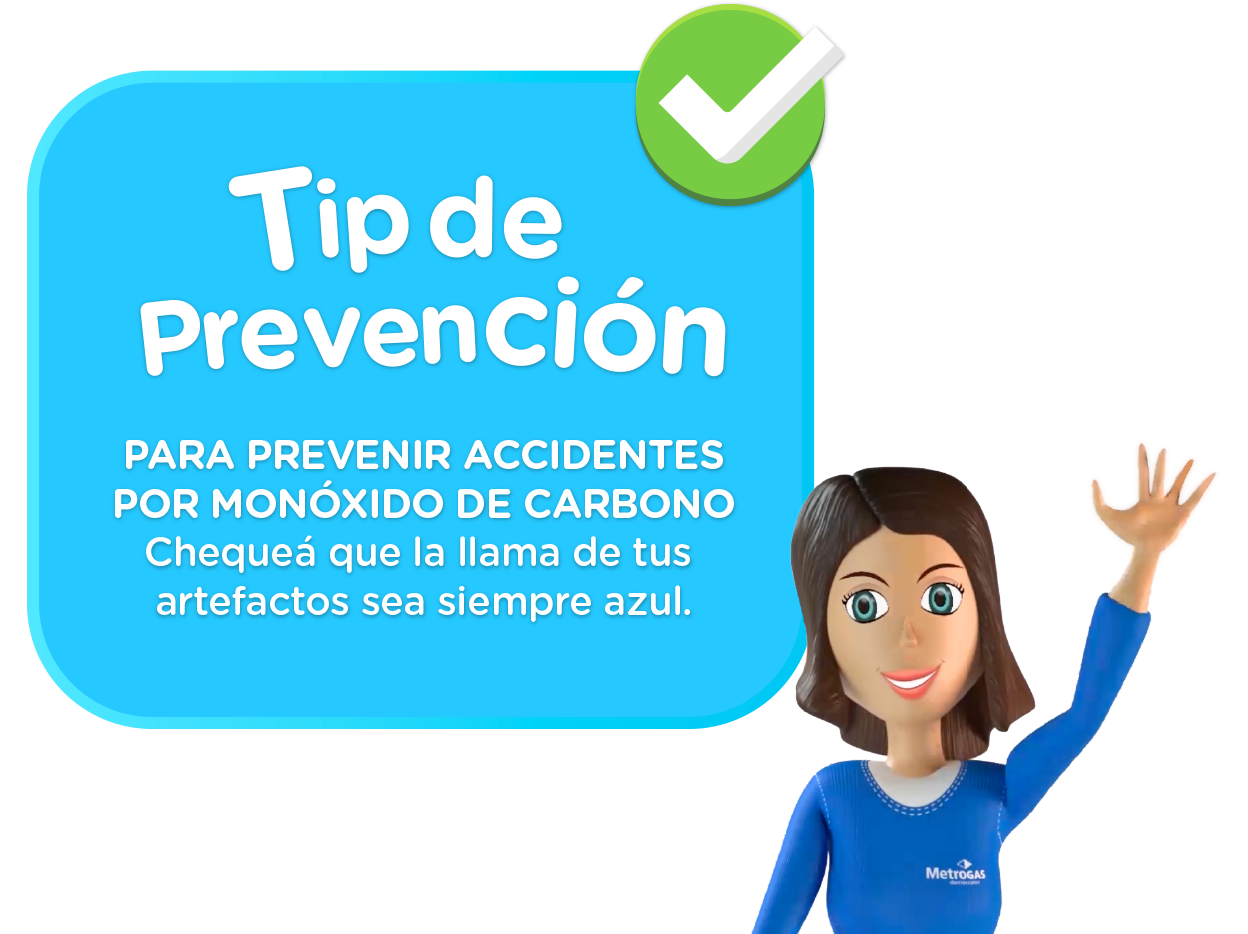 Tip de
Prevención
PARA PREVENIR ACCIDENTES
POR MONÓXIDO DE CARBONO
Chequeá que la llama de tus
artefactos sea siempre azul.
MetroGAS